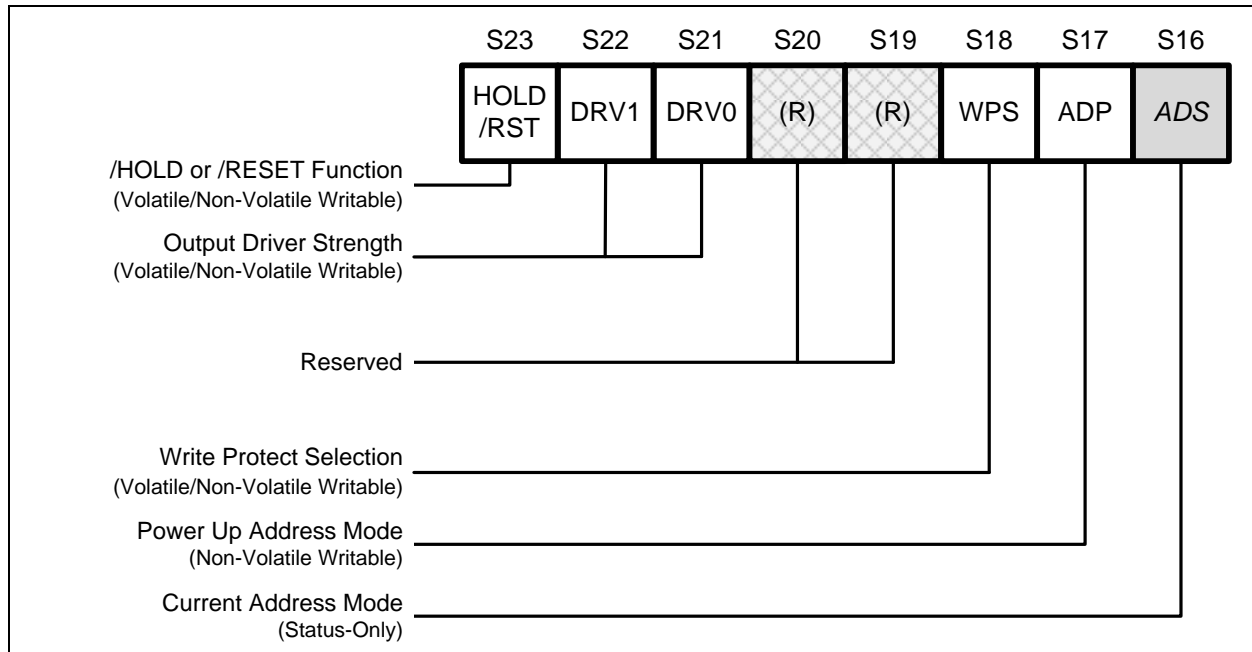 S23 S22 S21 S20 S19 S18 S17 S16
HOLD
/RST
DRV1 DRV0 (R) (R) WPS ADP ADS
/HOLD or /RESET Function
(Volatile/Non-Volatile Writable)
Output Driver Strength
(Volatile/Non-Volatile Writable)
Reserved
Write Protect Selection
(Volatile/Non-Volatile Writable)
Power Up Address Mode
(Non-Volatile Writable)
Current Address Mode
(Status-Only)